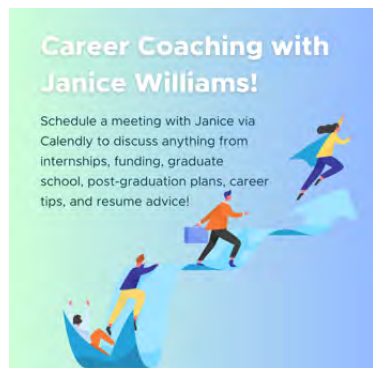 Career Coaching with
Janice Williams!
Schedule a meeting with Janice via
Calendly to discuss anything from
internships, funding, graduate
school, post-graduation plans, career
tips, and resume advice!